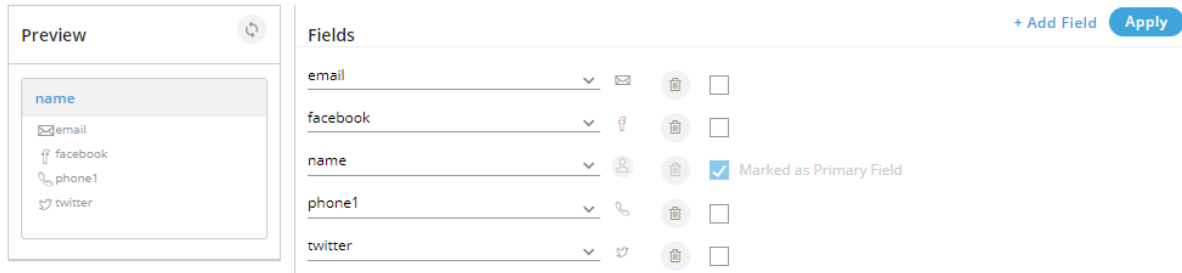 Preview
name
email
facebook
phone1
twitter
+ Add Field Apply
Fields
email
facebook
name Marked as Primary Field
phone1
twitter